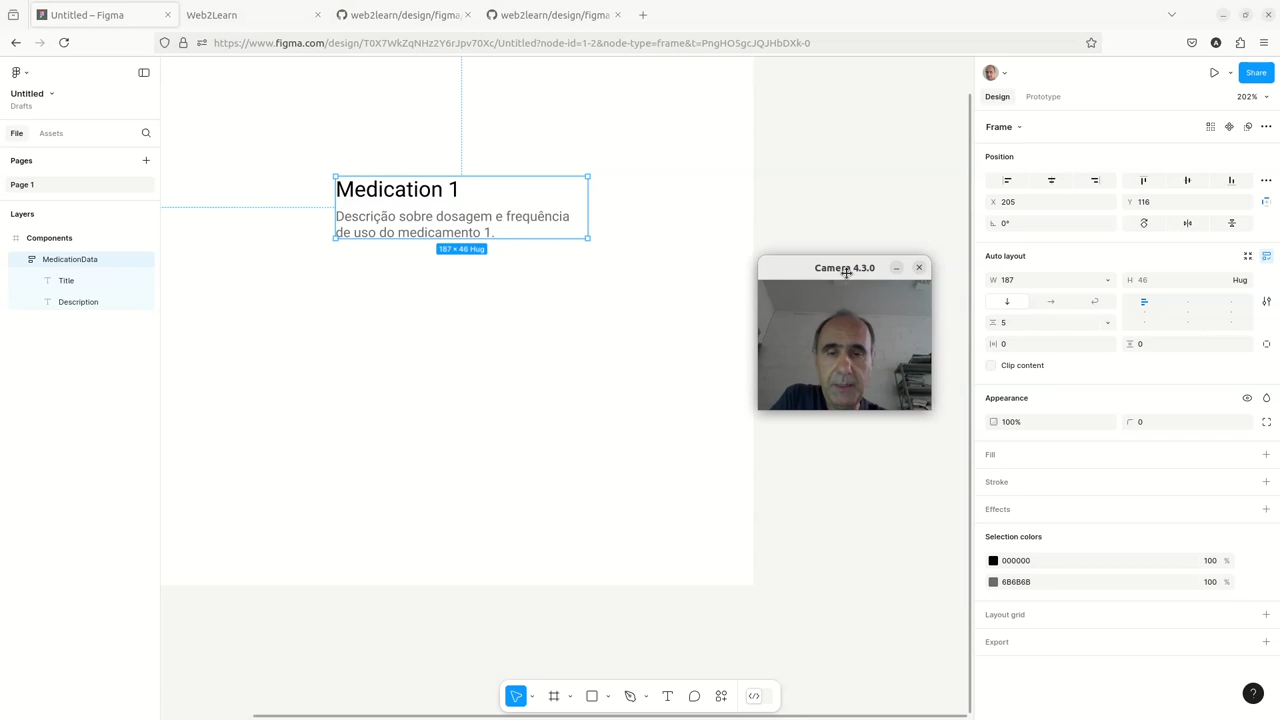 Untitled – Figma
Web2Learn
web2learn/design/figma,
web2learn/design/figma
https://www.figma.com/design/T0X7WkZqNHz2Y6rJpv70Xc/Untitled?node-id=1-2&node-type=frame&t=PngHO5gcJQJHbDXk-0
Untitled
Drafts
File
Assets
Pages
Page 1
Layers
Components
MedicationData
Title
Description
Medication 1
Descrição sobre dosagem e frequência
de uso do medicamento 1.
187 × 46 Hug
Camera 4.3.0
Share
Design
Prototype
202%
Frame
Position
X 205
Y 116
0°
Auto layout
W 187
H 46
Hug
5
0
0
Clip content
Appearance
100%
0
Fill
Stroke
Effects
Selection colors
000000
100 %
6B6B6B
100 %
Layout grid
Export
?